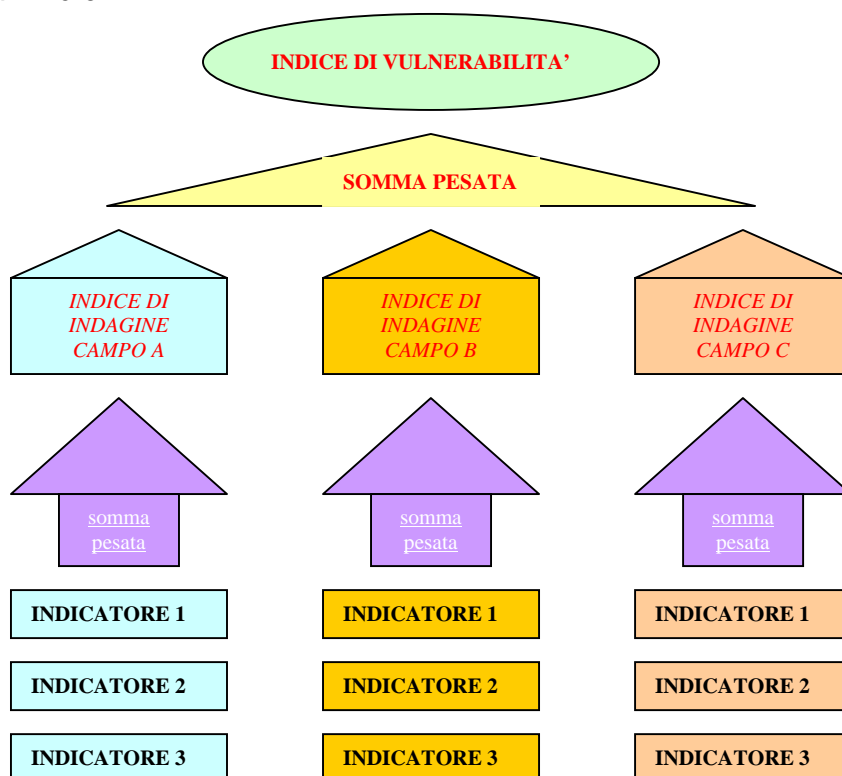 INDICE DI VULNERABILITA’
SOMMA PESATA
INDICE DI
INDAGINE
CAMPO A
INDICE DI
INDAGINE
CAMPO B
INDICE DI
INDAGINE
CAMPO C
somma
pesata
somma
pesata
somma
pesata
INDICATORE 1
INDICATORE 1
INDICATORE 1
INDICATORE 2
INDICATORE 2
INDICATORE 2
INDICATORE 3
INDICATORE 3
INDICATORE 3